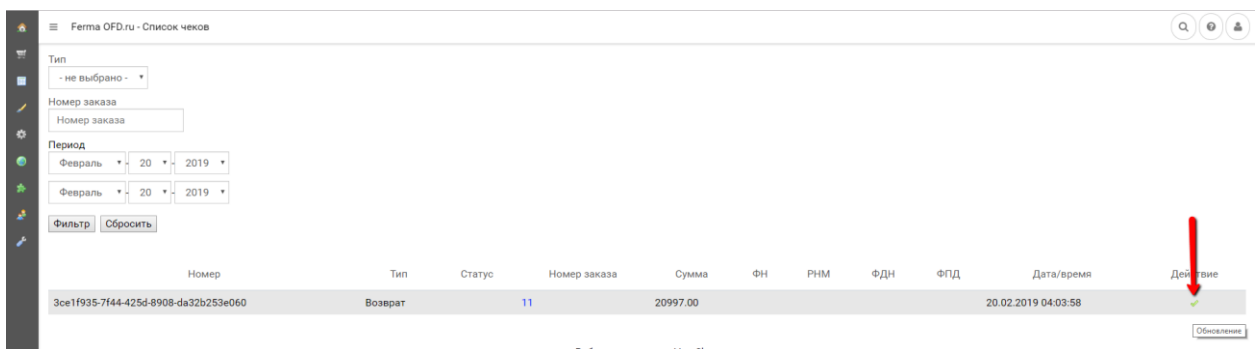 Ferma OFD.ru - Список чеков
Тип
- не выбрано -
Номер заказа
Номер заказа
Период
Февраль - 20 - 2019
Февраль - 20 - 2019
Фильтр Сбросить
Номер Тип Статус Номер заказа Сумма ФН РНМ ФДН ФПД Дата/время Действие
3ce1f935-7f44-425d-8908-da32b253e060 Возврат 11 20997.00 20.02.2019 04:03:58
Обновление